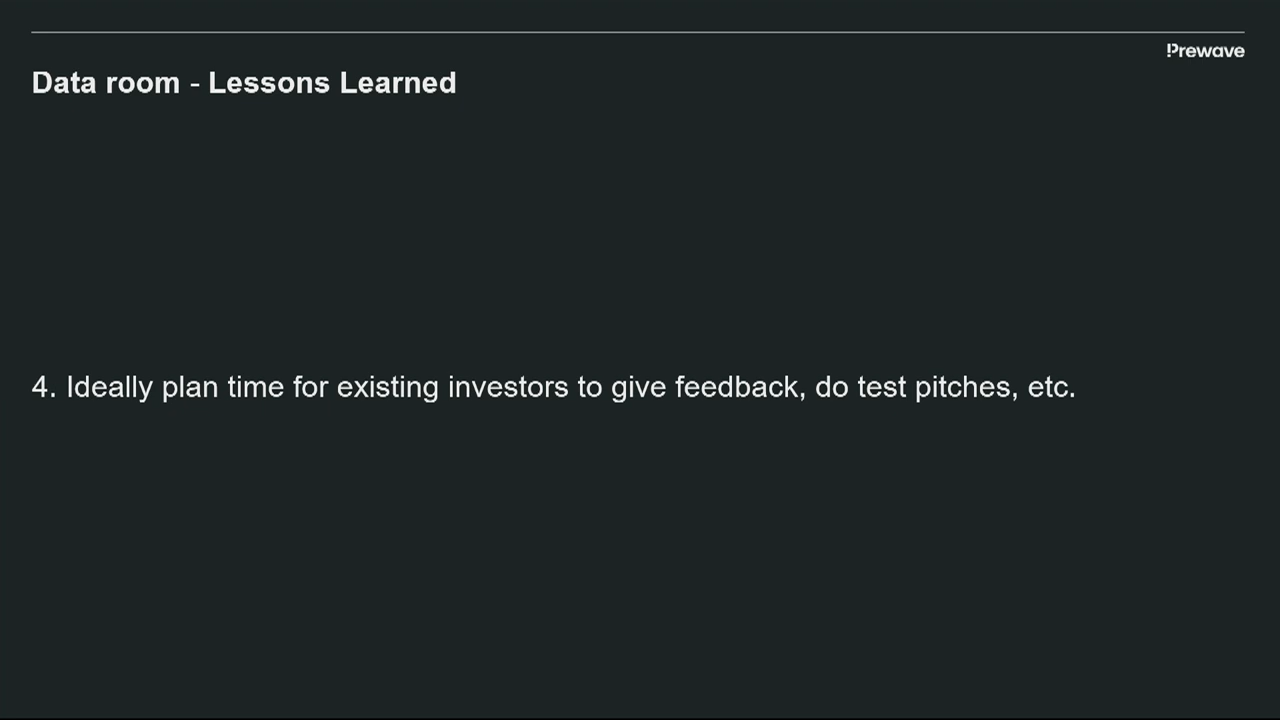 Prewave
Data room - Lessons Learned
4. Ideally plan time for existing investors to give feedback, do test pitches, etc.